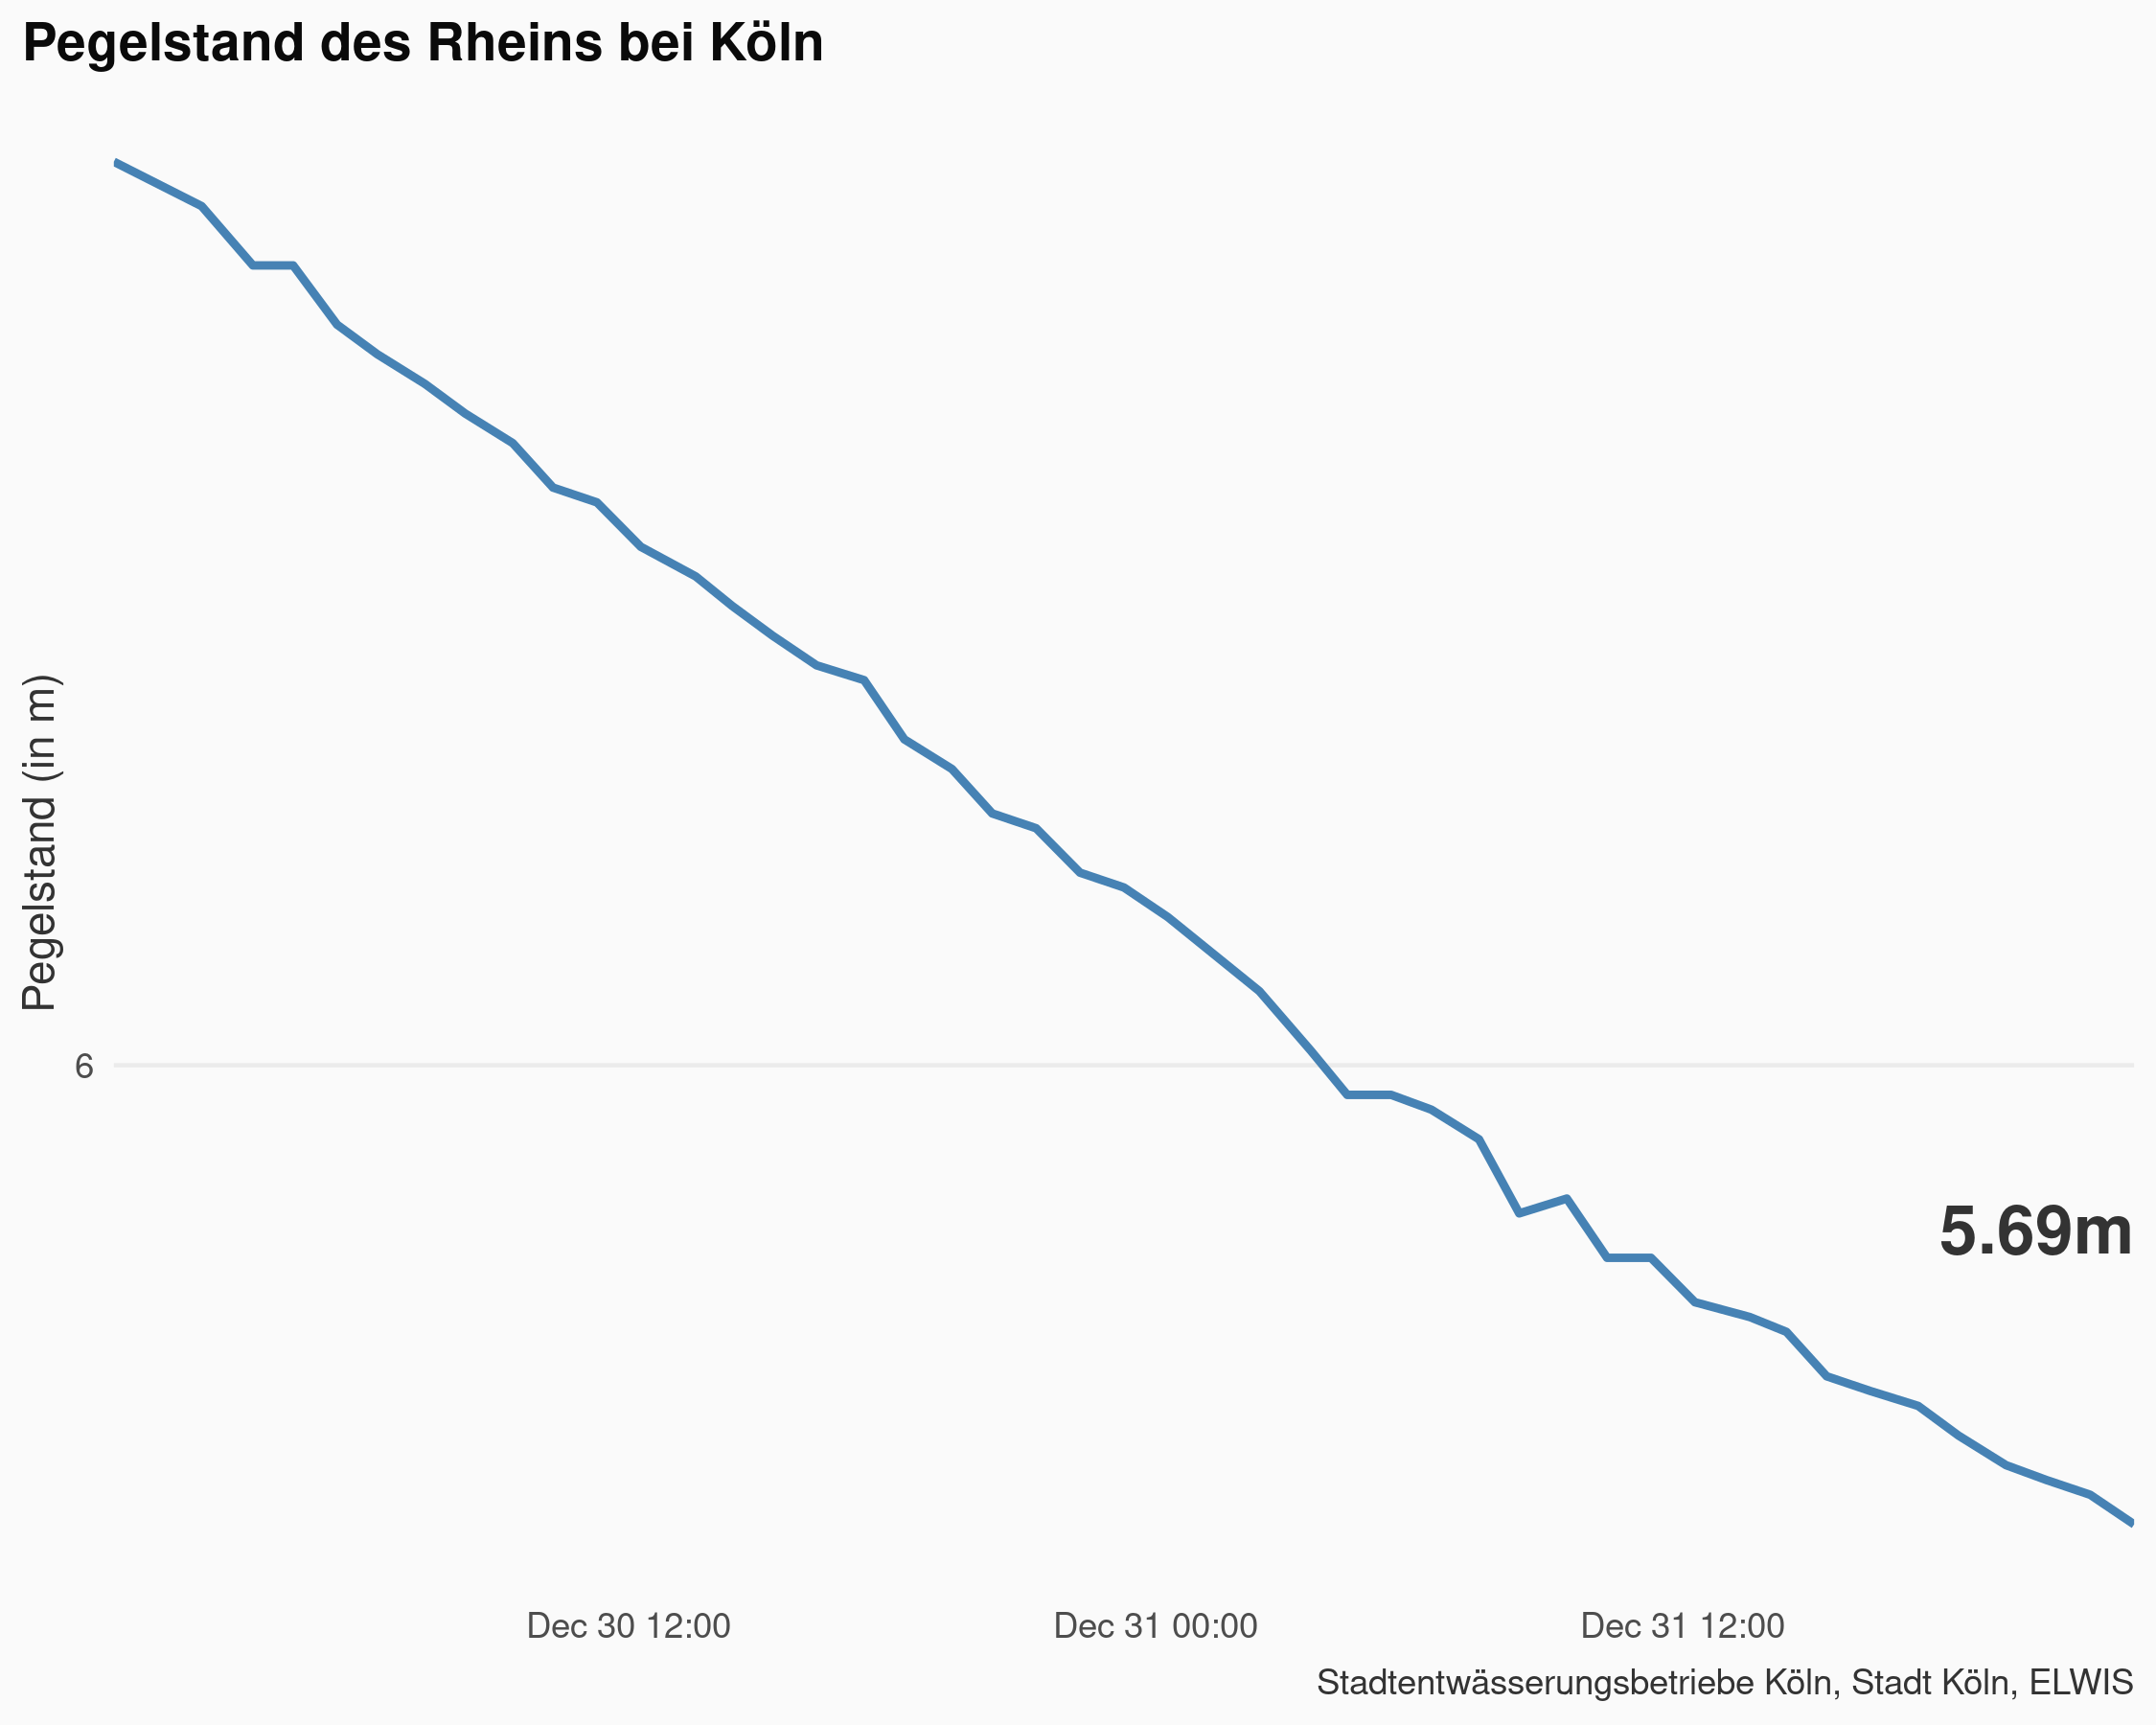 Pegelstand des Rheins bei Köln
Pegelstand (in m)
6
5.69m
Dec 30 12:00
Dec 31 00:00
Dec 31 12:00
Stadtentwässerungsbetriebe Köln, Stadt Köln, ELWIS